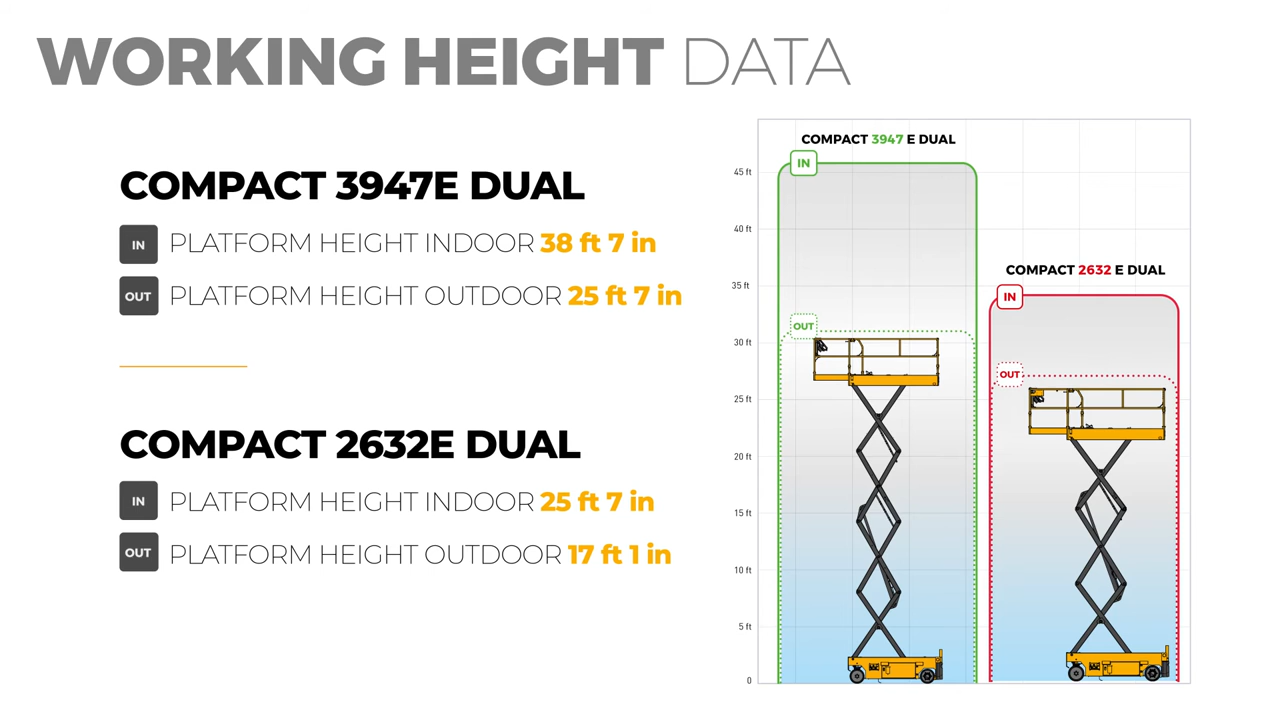 WORKING HEIGHT DATA
COMPACT 3947E DUAL
IN PLATFORM HEIGHT INDOOR 38 ft 7 in
OUT PLATFORM HEIGHT OUTDOOR 25 ft 7 in
COMPACT 2632E DUAL
IN PLATFORM HEIGHT INDOOR 25 ft 7 in
OUT PLATFORM HEIGHT OUTDOOR 17 ft 1 in
COMPACT 3947 E DUAL
IN
45 ft
40 ft
COMPACT 2632 E DUAL
35 ft
IN
OUT
30 ft
OUT
25 ft
20 ft
15 ft
10 ft
5 ft
0